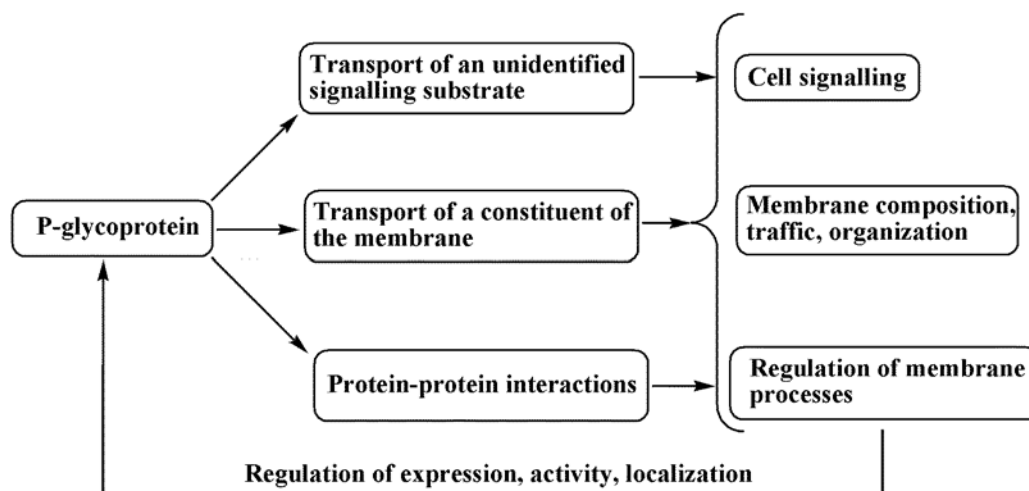 Transport of an unidentified
signalling substrate
Cell signalling
P-glycoprotein
Transport of a constituent of
the membrane
Membrane composition,
traffic, organization
Protein-protein interactions
Regulation of membrane
processes
Regulation of expression, activity, localization